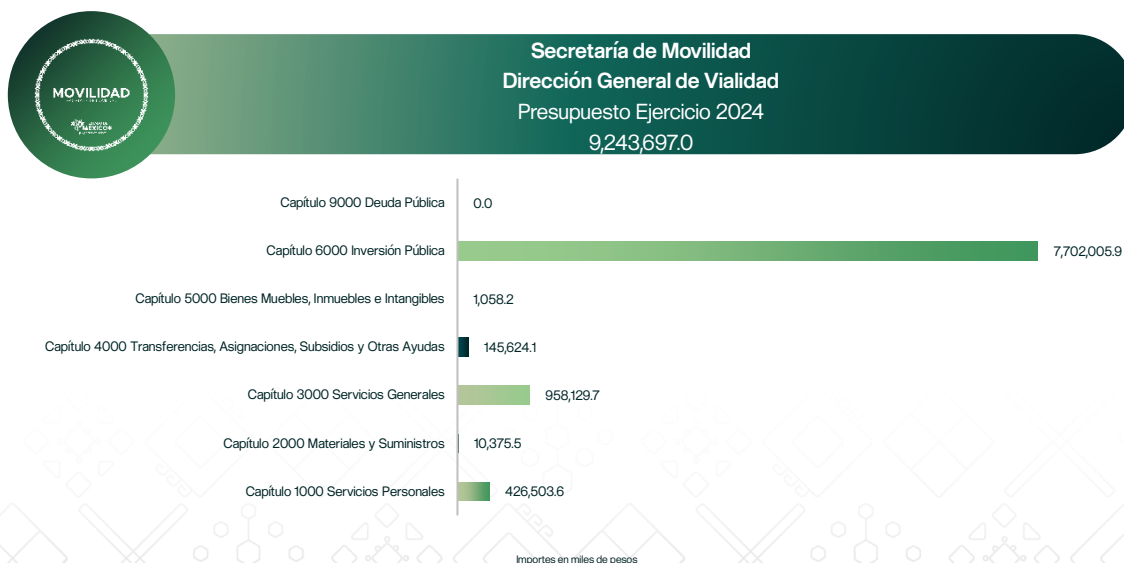 MOVILIDAD
MÉXICO
Secretaría de Movilidad
Dirección General de Vialidad
Presupuesto Ejercicio 2024
9,243,697.0
Capítulo 9000 Deuda Pública 0.0
Capítulo 6000 Inversión Pública 7,702,005.9
Capítulo 5000 Bienes Muebles, Inmuebles e Intangibles 1,058.2
Capítulo 4000 Transferencias, Asignaciones, Subsidios y Otras Ayudas 145,624.1
Capítulo 3000 Servicios Generales 958,129.7
Capítulo 2000 Materiales y Suministros 10,375.5
Capítulo 1000 Servicios Personales 426,503.6
Importes en miles de pesos